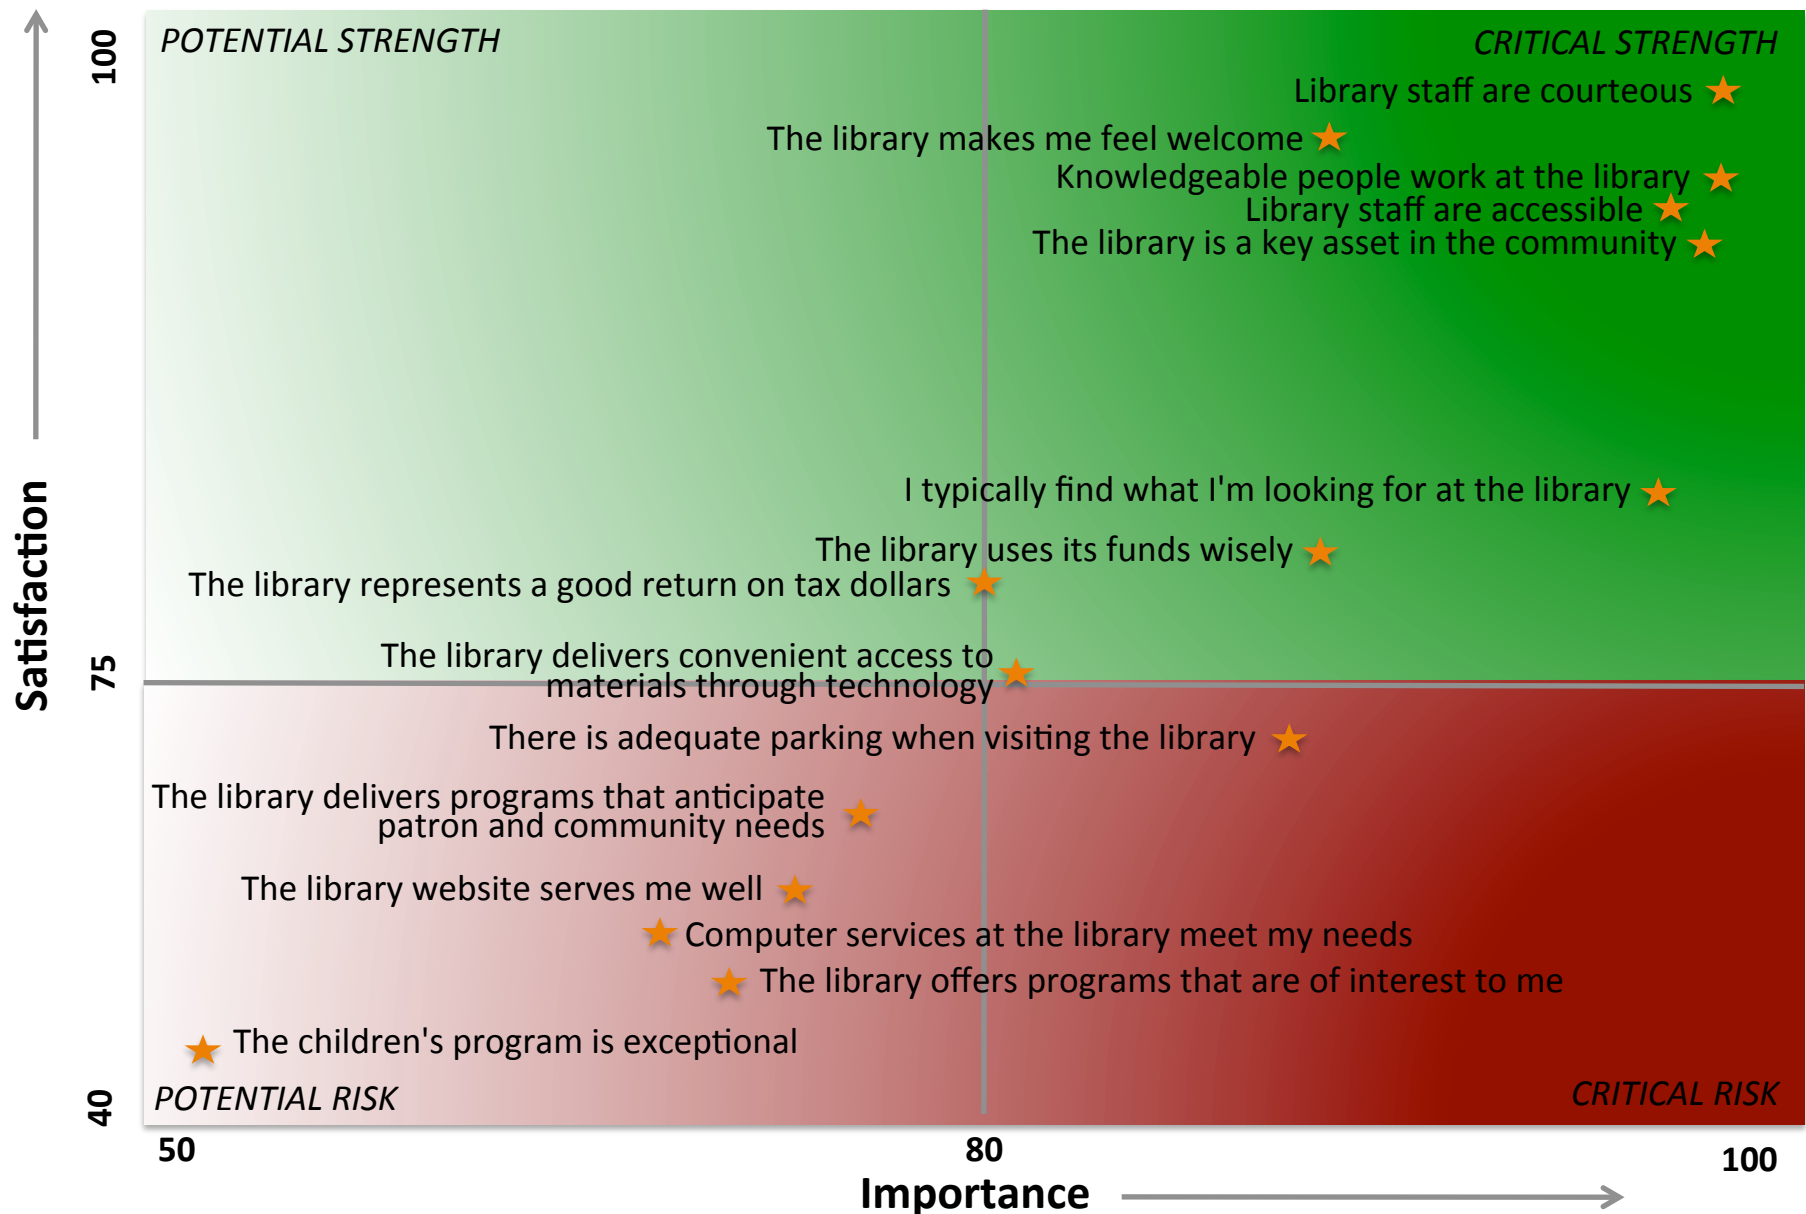 POTENTIAL STRENGTH
CRITICAL STRENGTH
100
Library staff are courteous
The library makes me feel welcome
Knowledgeable people work at the library
Library staff are accessible
The library is a key asset in the community
Satisfaction
I typically find what I'm looking for at the library
The library uses its funds wisely
The library represents a good return on tax dollars
The library delivers convenient access to
materials through technology
75
There is adequate parking when visiting the library
The library delivers programs that anticipate
patron and community needs
The library website serves me well
Computer services at the library meet my needs
The library offers programs that are of interest to me
The children's program is exceptional
POTENTIAL RISK
CRITICAL RISK
40
50
80
100
Importance